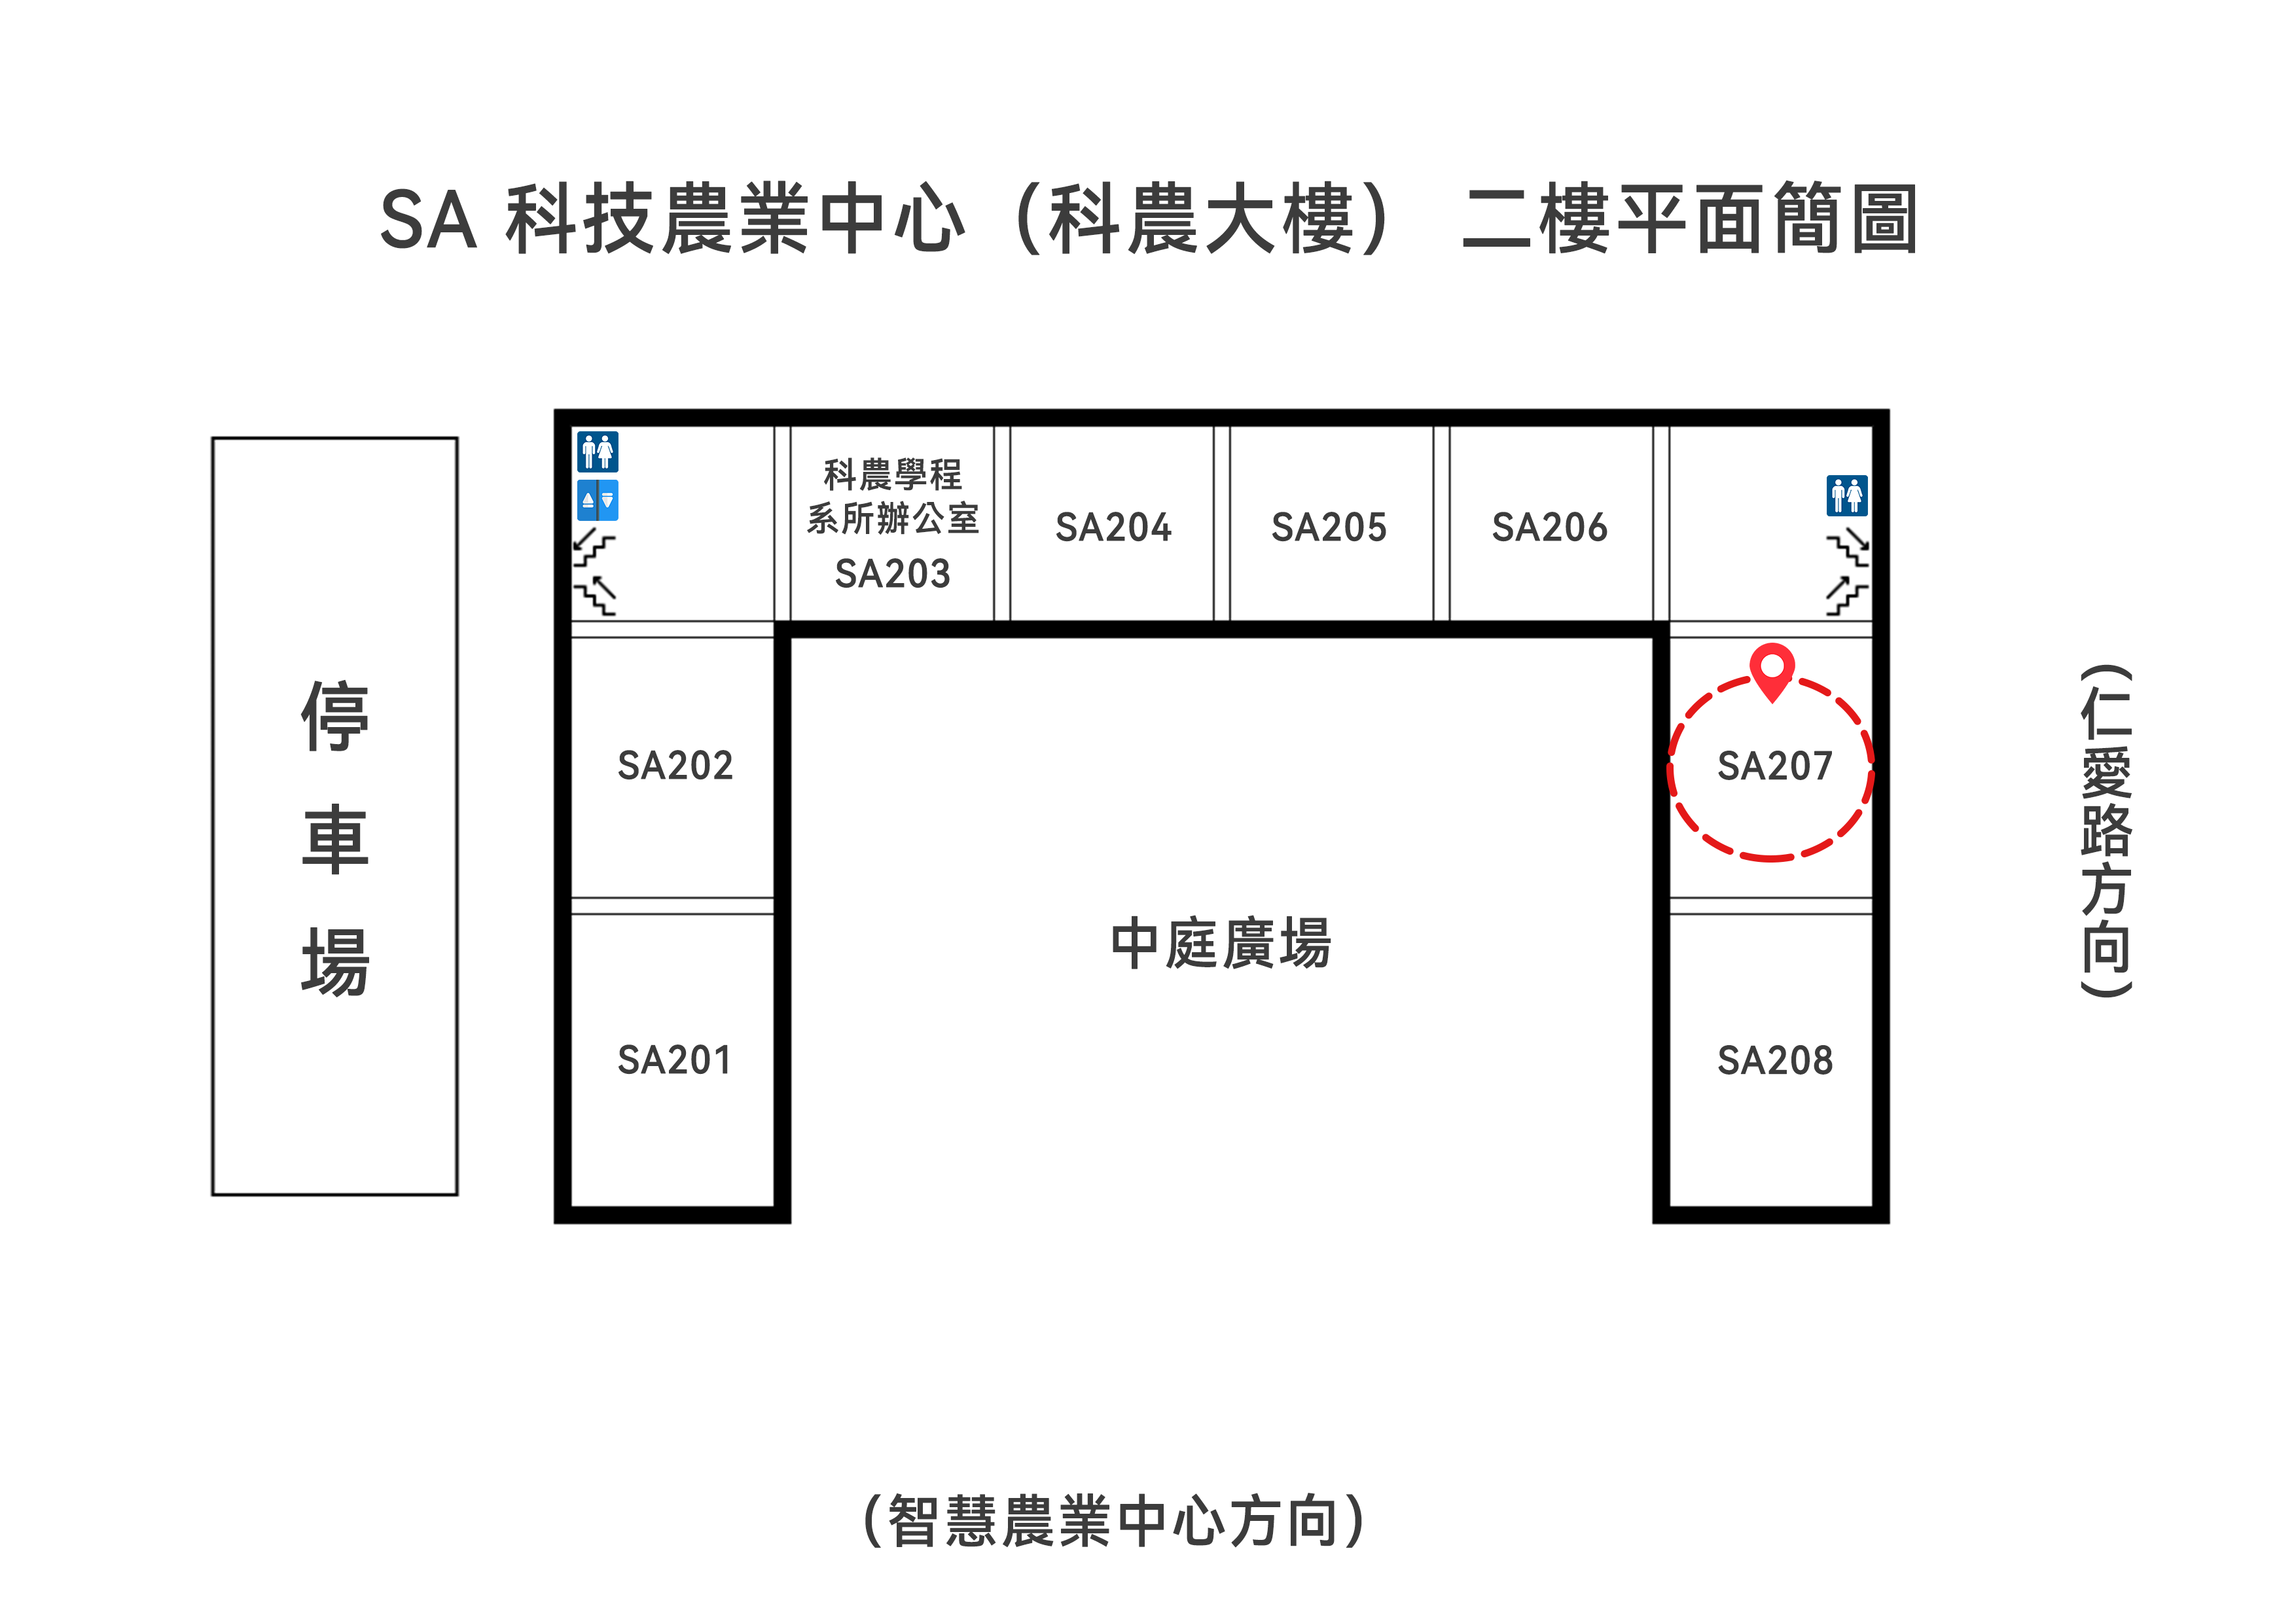 SA 科技農業中心（科農大樓） 二樓平面簡圖
科農學程
系所辦公室
SA203
SA204
SA205
SA206
停車場
SA202
SA207
（仁愛路方向）
中庭廣場
SA201
SA208
（智慧農業中心方向）